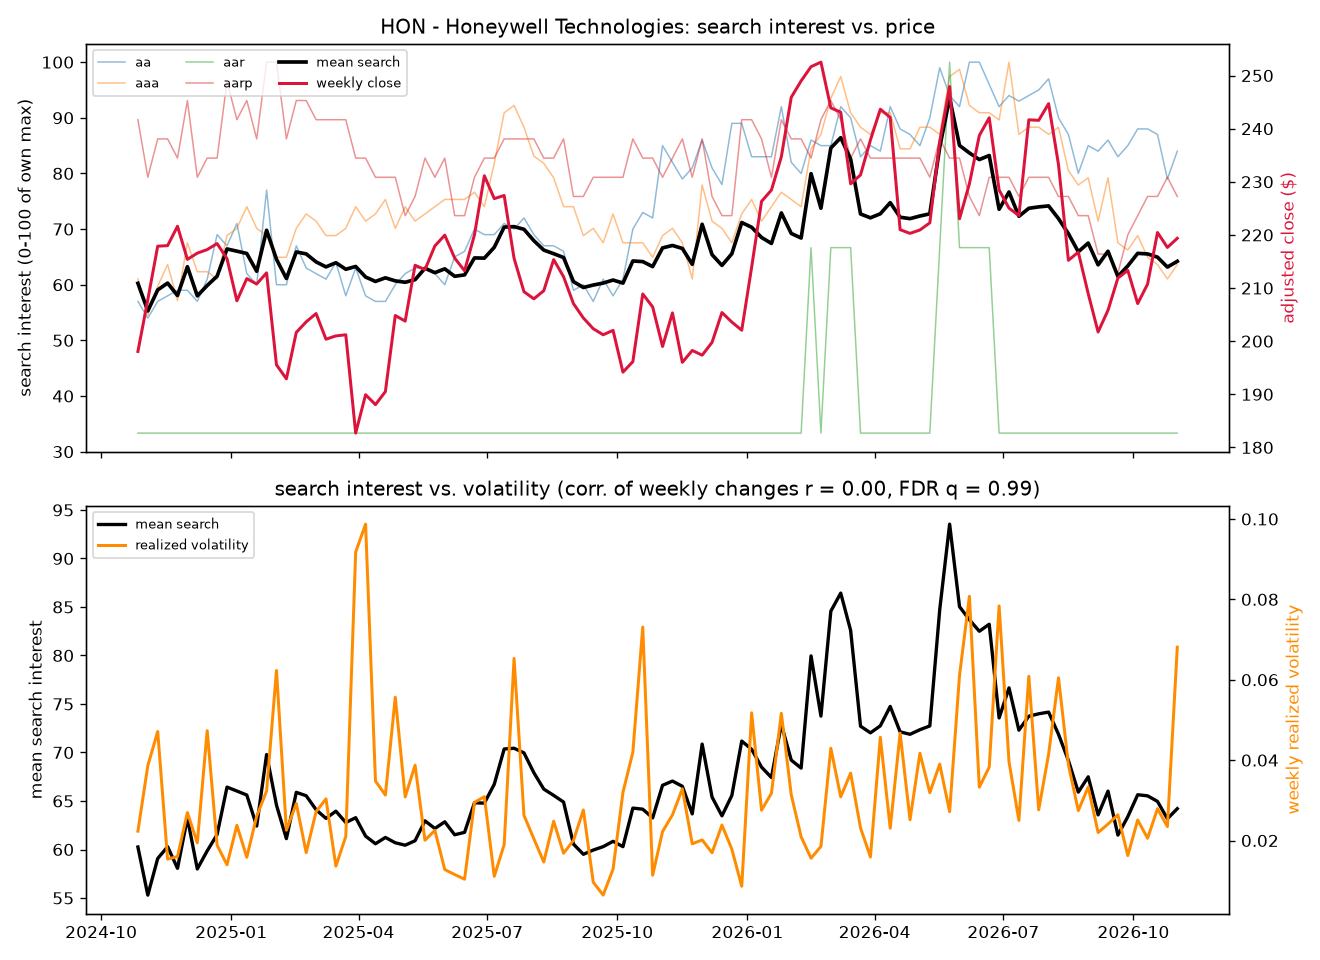 HON - Honeywell Technologies: search interest vs. price
aa
aaa
aar
aarp
mean search
weekly close
100
90
80
70
60
50
40
30
search interest (0-100 of own max)
250
240
230
220
210
200
190
180
adjusted close ($)
search interest vs. volatility (corr. of weekly changes r = 0.00, FDR q = 0.99)
mean search
realized volatility
95
90
85
80
75
70
65
60
55
mean search interest
0.10
0.08
0.06
0.04
0.02
weekly realized volatility
2024-10
2025-01
2025-04
2025-07
2025-10
2026-01
2026-04
2026-07
2026-10